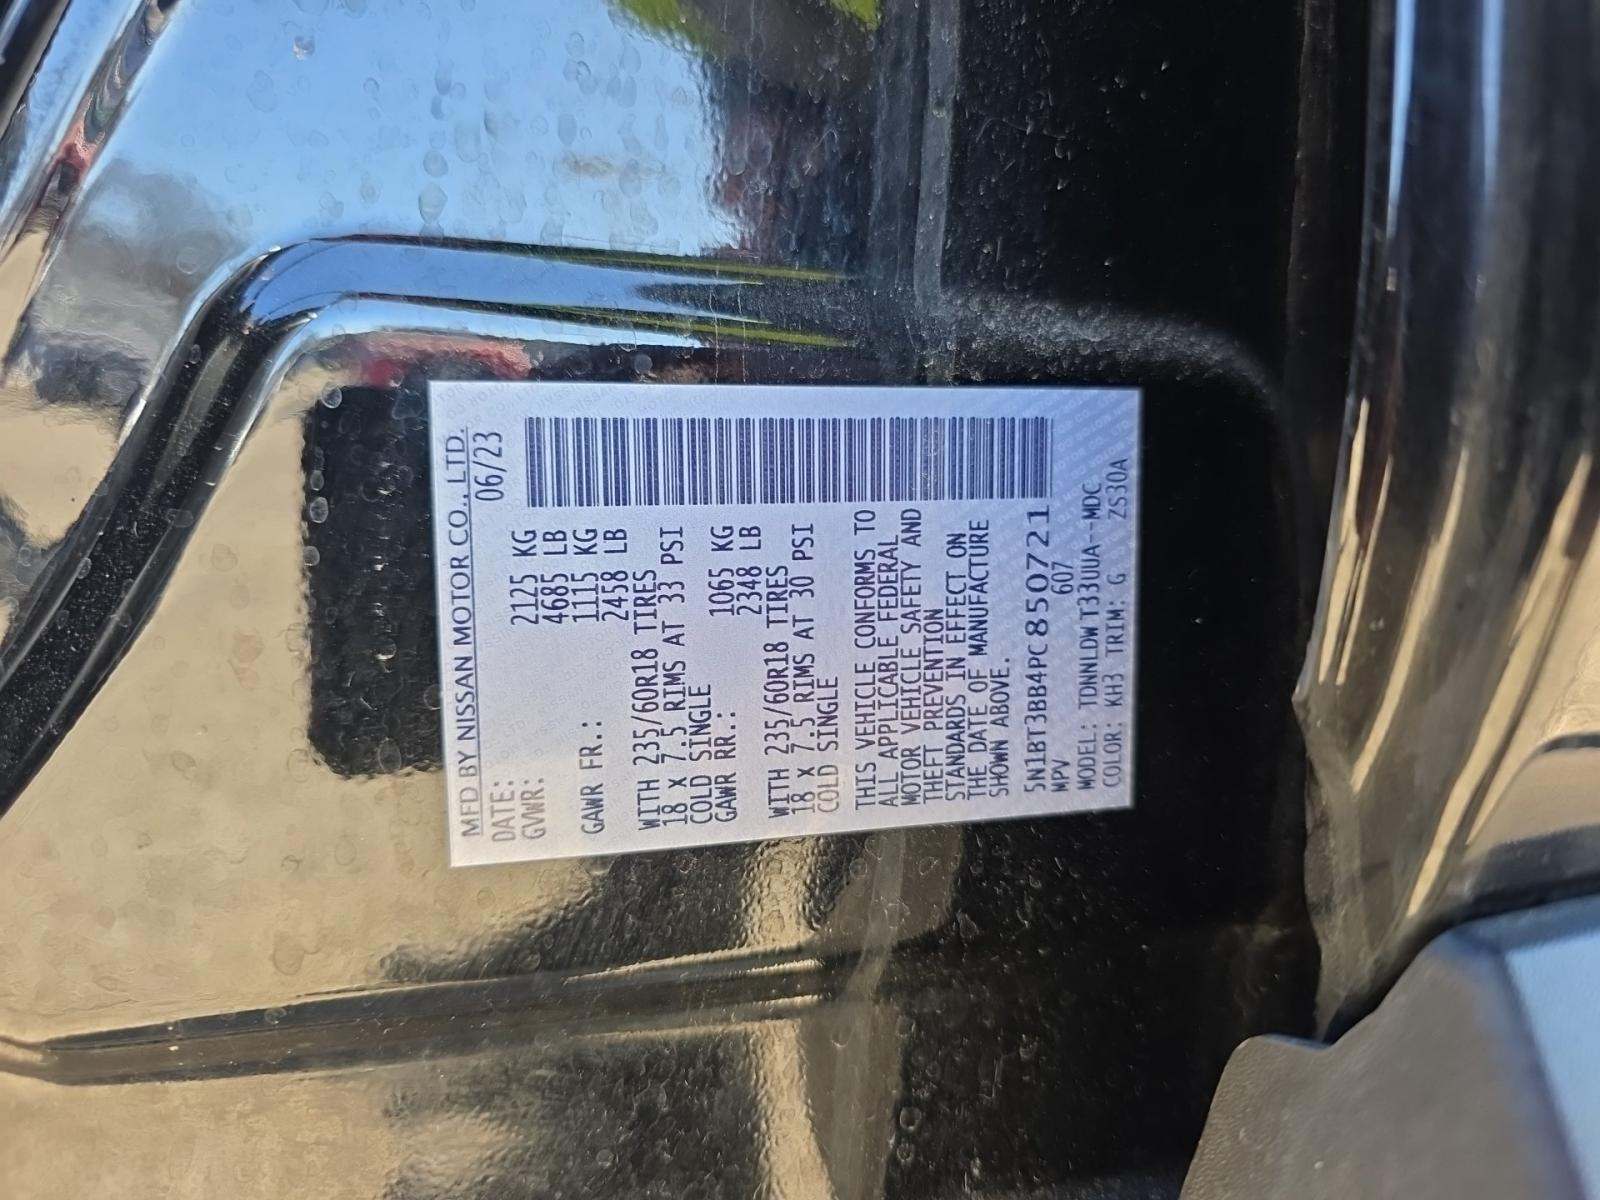 MFD BY NISSAN MOTOR CO., LTD.
DATE: 06/23
GVWR: 2125 KG
4685 LB
GAWR FR.: 1115 KG
2458 LB
WITH 235/60R18 TIRES
18 X 7.5 RIMS AT 33 PSI
COLD SINGLE
GAWR RR.: 1065 KG
2348 LB
WITH 235/60R18 TIRES
18 X 7.5 RIMS AT 30 PSI
COLD SINGLE
THIS VEHICLE CONFORMS TO
ALL APPLICABLE FEDERAL
MOTOR VEHICLE SAFETY AND
THEFT PREVENTION
STANDARDS IN EFFECT ON
THE DATE OF MANUFACTURE
SHOWN ABOVE.
5N1BT3BB4PC850721
MPV 607
MODEL: TDNNLDWT33UUA--MDC
COLOR: KH3 TRIM: G ZS30A